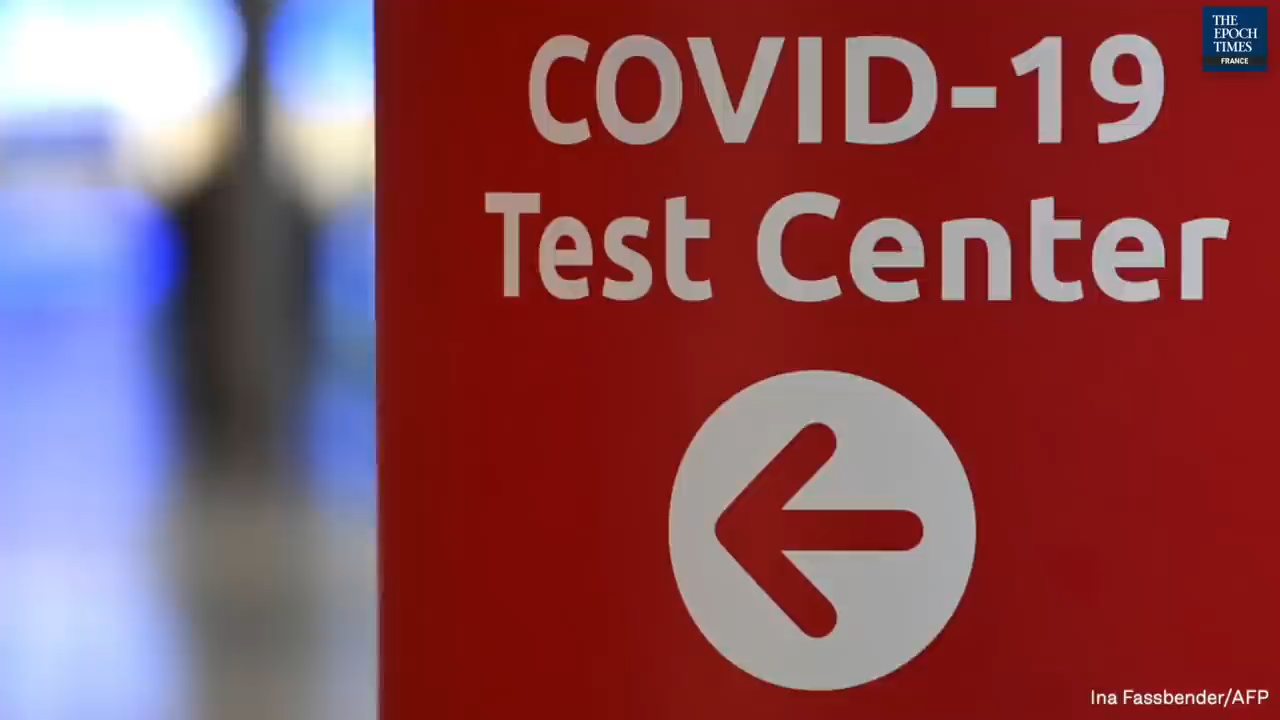 COVID-19
Test Center
THE
EPOCH
TIMES
FRANCE
Ina Fassbender/AFP